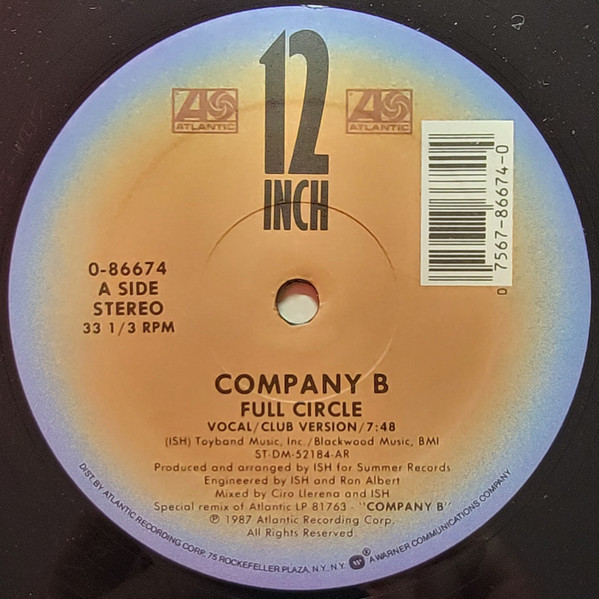 12
INCH
ATLANTIC
ATLANTIC
0 7567-86674-0
0-86674
A SIDE
STEREO
33 1/3 RPM
COMPANY B
FULL CIRCLE
VOCAL/CLUB VERSION/7:48
(ISH) Toyband Music, Inc./Blackwood Music, BMI
ST-DM-52184-AR
Produced and arranged by ISH for Summer Records
Engineered by ISH and Ron Albert
Mixed by Ciro Llerena and ISH
Special remix of Atlantic LP 81763 - "COMPANY B"
℗ 1987 Atlantic Recording Corp.
All Rights Reserved
DIST. BY ATLANTIC RECORDING CORP. 75 ROCKEFELLER PLAZA, N.Y. N.Y. ® A WARNER COMMUNICATIONS COMPANY